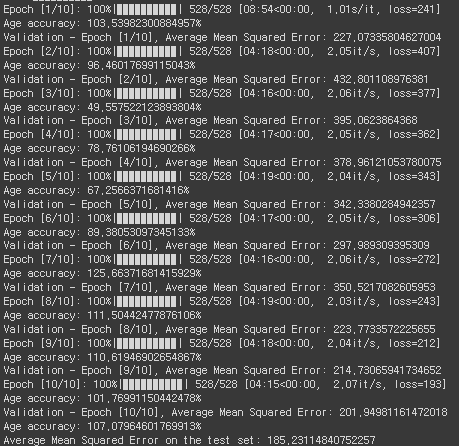 Epoch [1/10]: 100%|██████████| 528/528 [08:54<00:00, 1.01s/it, loss=241]
Age accuracy: 103,53982300884957%
Validation - Epoch [1/10], Average Mean Squared Error: 227,07335804627004
Epoch [2/10]: 100%|██████████| 528/528 [04:18<00:00, 2.05it/s, loss=407]
Age accuracy: 96,46017699115043%
Validation - Epoch [2/10], Average Mean Squared Error: 432,801108976381
Epoch [3/10]: 100%|██████████| 528/528 [04:16<00:00, 2.06it/s, loss=377]
Age accuracy: 49,557522123893804%
Validation - Epoch [3/10], Average Mean Squared Error: 395,0623864368
Epoch [4/10]: 100%|██████████| 528/528 [04:17<00:00, 2.05it/s, loss=362]
Age accuracy: 78,76106194690266%
Validation - Epoch [4/10], Average Mean Squared Error: 378,96121053780075
Epoch [5/10]: 100%|██████████| 528/528 [04:19<00:00, 2.04it/s, loss=343]
Age accuracy: 67,2566371681416%
Validation - Epoch [5/10], Average Mean Squared Error: 342,3380284942357
Epoch [6/10]: 100%|██████████| 528/528 [04:17<00:00, 2.05it/s, loss=306]
Age accuracy: 89,38053097345133%
Validation - Epoch [6/10], Average Mean Squared Error: 297,989309395309
Epoch [7/10]: 100%|██████████| 528/528 [04:16<00:00, 2.06it/s, loss=272]
Age accuracy: 125,66371681415929%
Validation - Epoch [7/10], Average Mean Squared Error: 350,5217082605953
Epoch [8/10]: 100%|██████████| 528/528 [04:19<00:00, 2.03it/s, loss=243]
Age accuracy: 111,50442477876106%
Validation - Epoch [8/10], Average Mean Squared Error: 223,7733572225655
Epoch [9/10]: 100%|██████████| 528/528 [04:18<00:00, 2.04it/s, loss=212]
Age accuracy: 110,61946902654867%
Validation - Epoch [9/10], Average Mean Squared Error: 214,73065941734652
Epoch [10/10]: 100%|██████████| 528/528 [04:15<00:00, 2.07it/s, loss=193]
Age accuracy: 101,76991150442478%
Validation - Epoch [10/10], Average Mean Squared Error: 201,94981161472018
Age accuracy: 107,07964601769913%
Average Mean Squared Error on the test set: 185,23114840752257